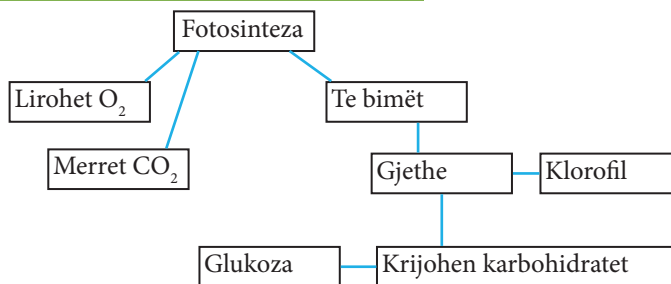 Fotosinteza
Lirohet O₂
Te bimët
Merret CO₂
Gjethe
Klorofil
Glukoza
Krijohen karbohidratet